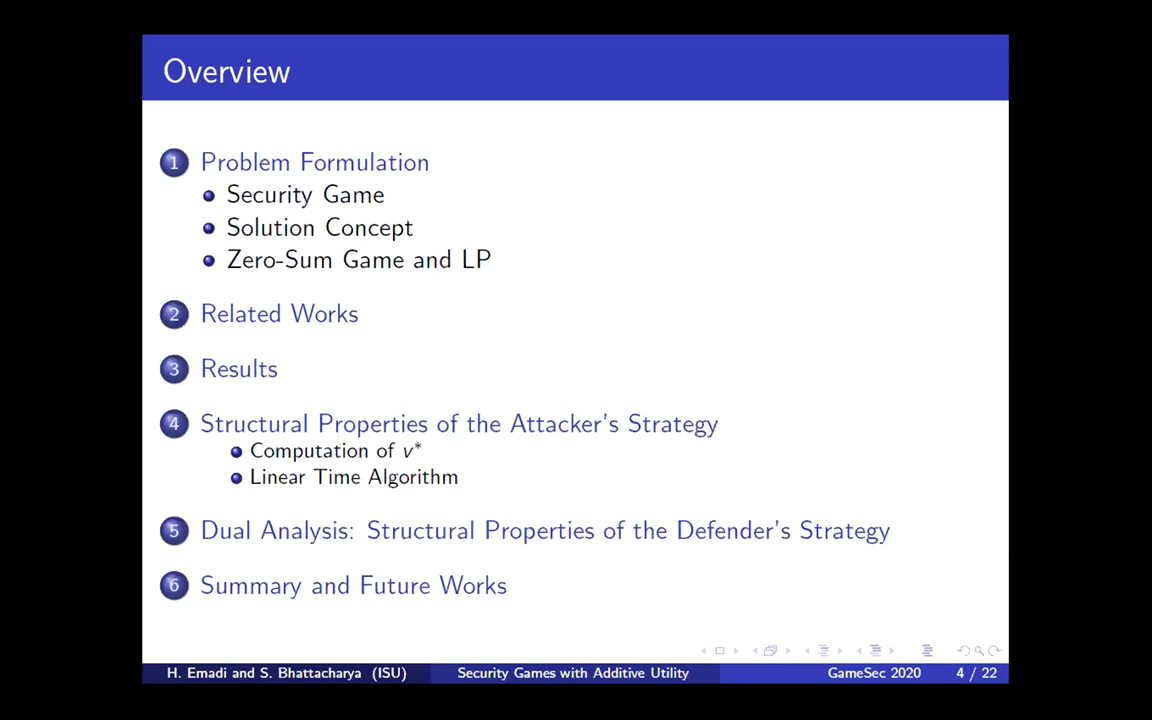 Overview
1 Problem Formulation
Security Game
Solution Concept
Zero-Sum Game and LP
2 Related Works
3 Results
4 Structural Properties of the Attacker's Strategy
Computation of v*
Linear Time Algorithm
5 Dual Analysis: Structural Properties of the Defender's Strategy
6 Summary and Future Works
H. Emadi and S. Bhattacharya (ISU) Security Games with Additive Utility GameSec 2020 4 / 22